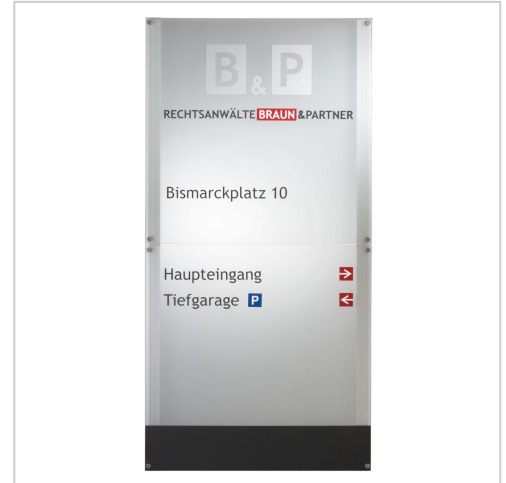 B & P
RECHTSANWÄLTE BRAUN & PARTNER
Bismarckplatz 10
Haupteingang →
Tiefgarage P ←